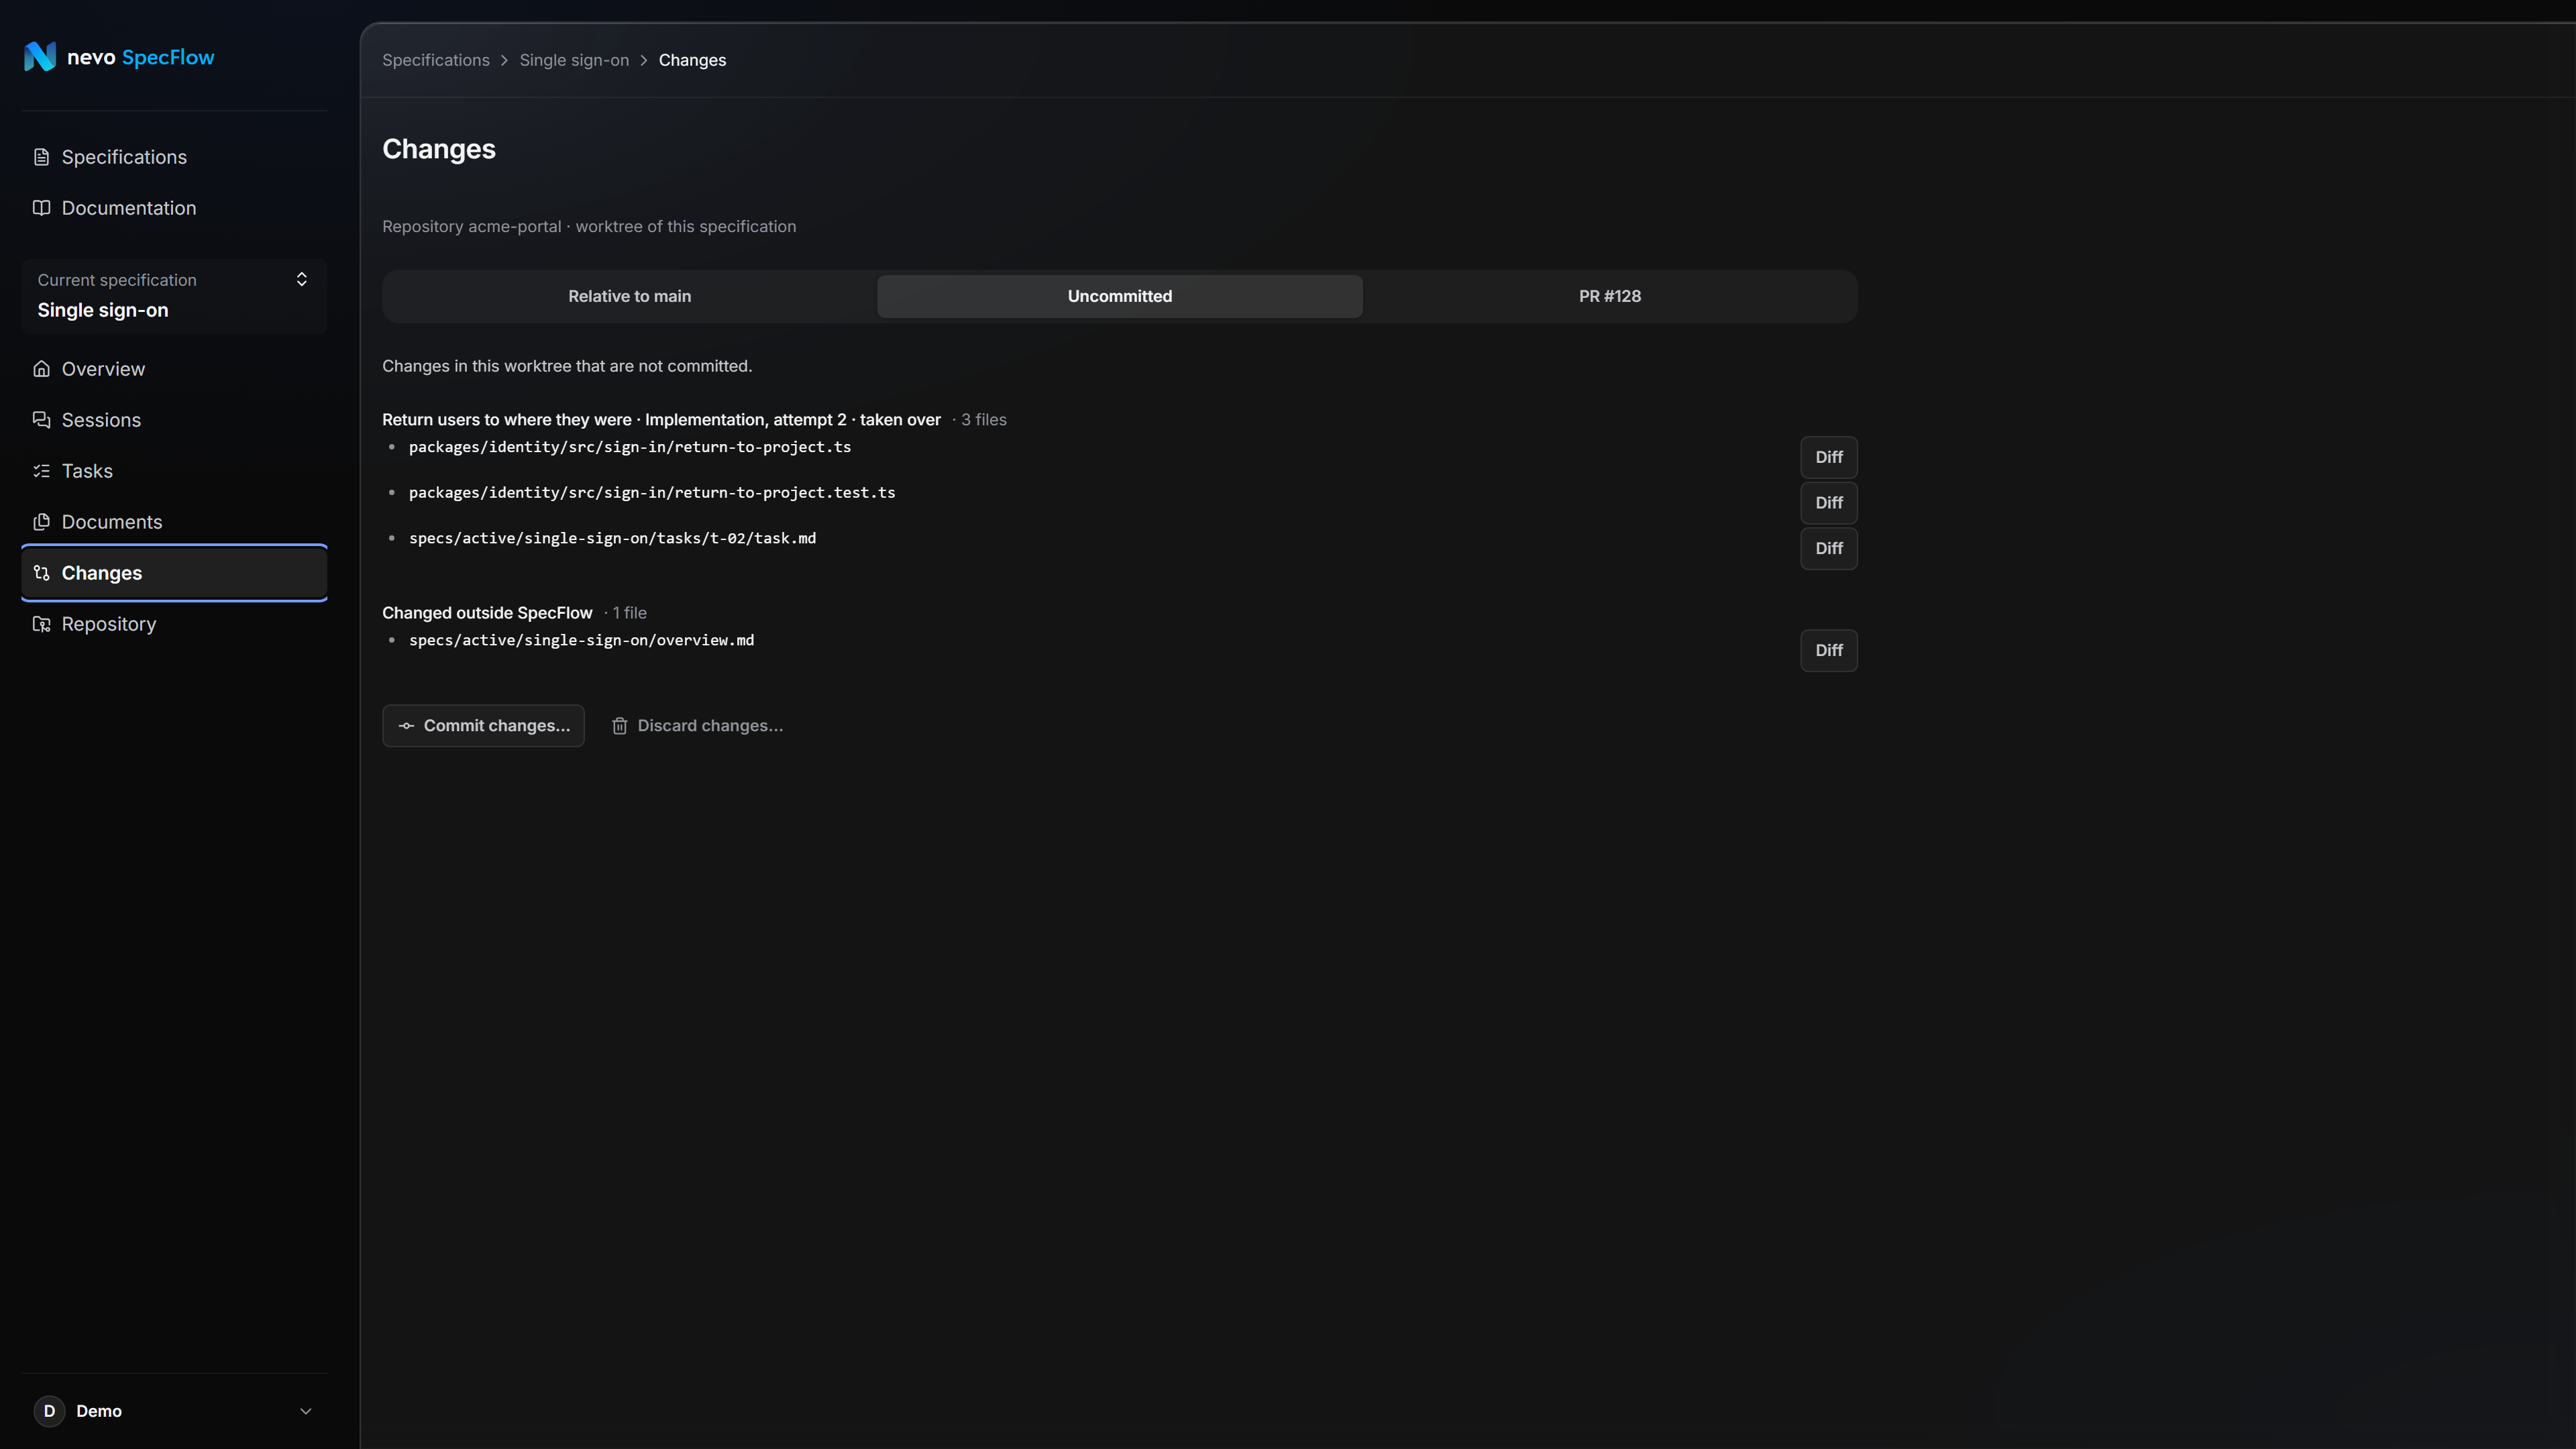 nevo SpecFlow
Specifications
Documentation
Current specification
Single sign-on
Overview
Sessions
Tasks
Documents
Changes
Repository
D Demo
Specifications > Single sign-on > Changes
Changes
Repository acme-portal · worktree of this specification
Relative to main
Uncommitted
PR #128
Changes in this worktree that are not committed.
Return users to where they were · Implementation, attempt 2 · taken over · 3 files
packages/identity/src/sign-in/return-to-project.ts
Diff
packages/identity/src/sign-in/return-to-project.test.ts
Diff
specs/active/single-sign-on/tasks/t-02/task.md
Diff
Changed outside SpecFlow · 1 file
specs/active/single-sign-on/overview.md
Diff
Commit changes...
Discard changes...